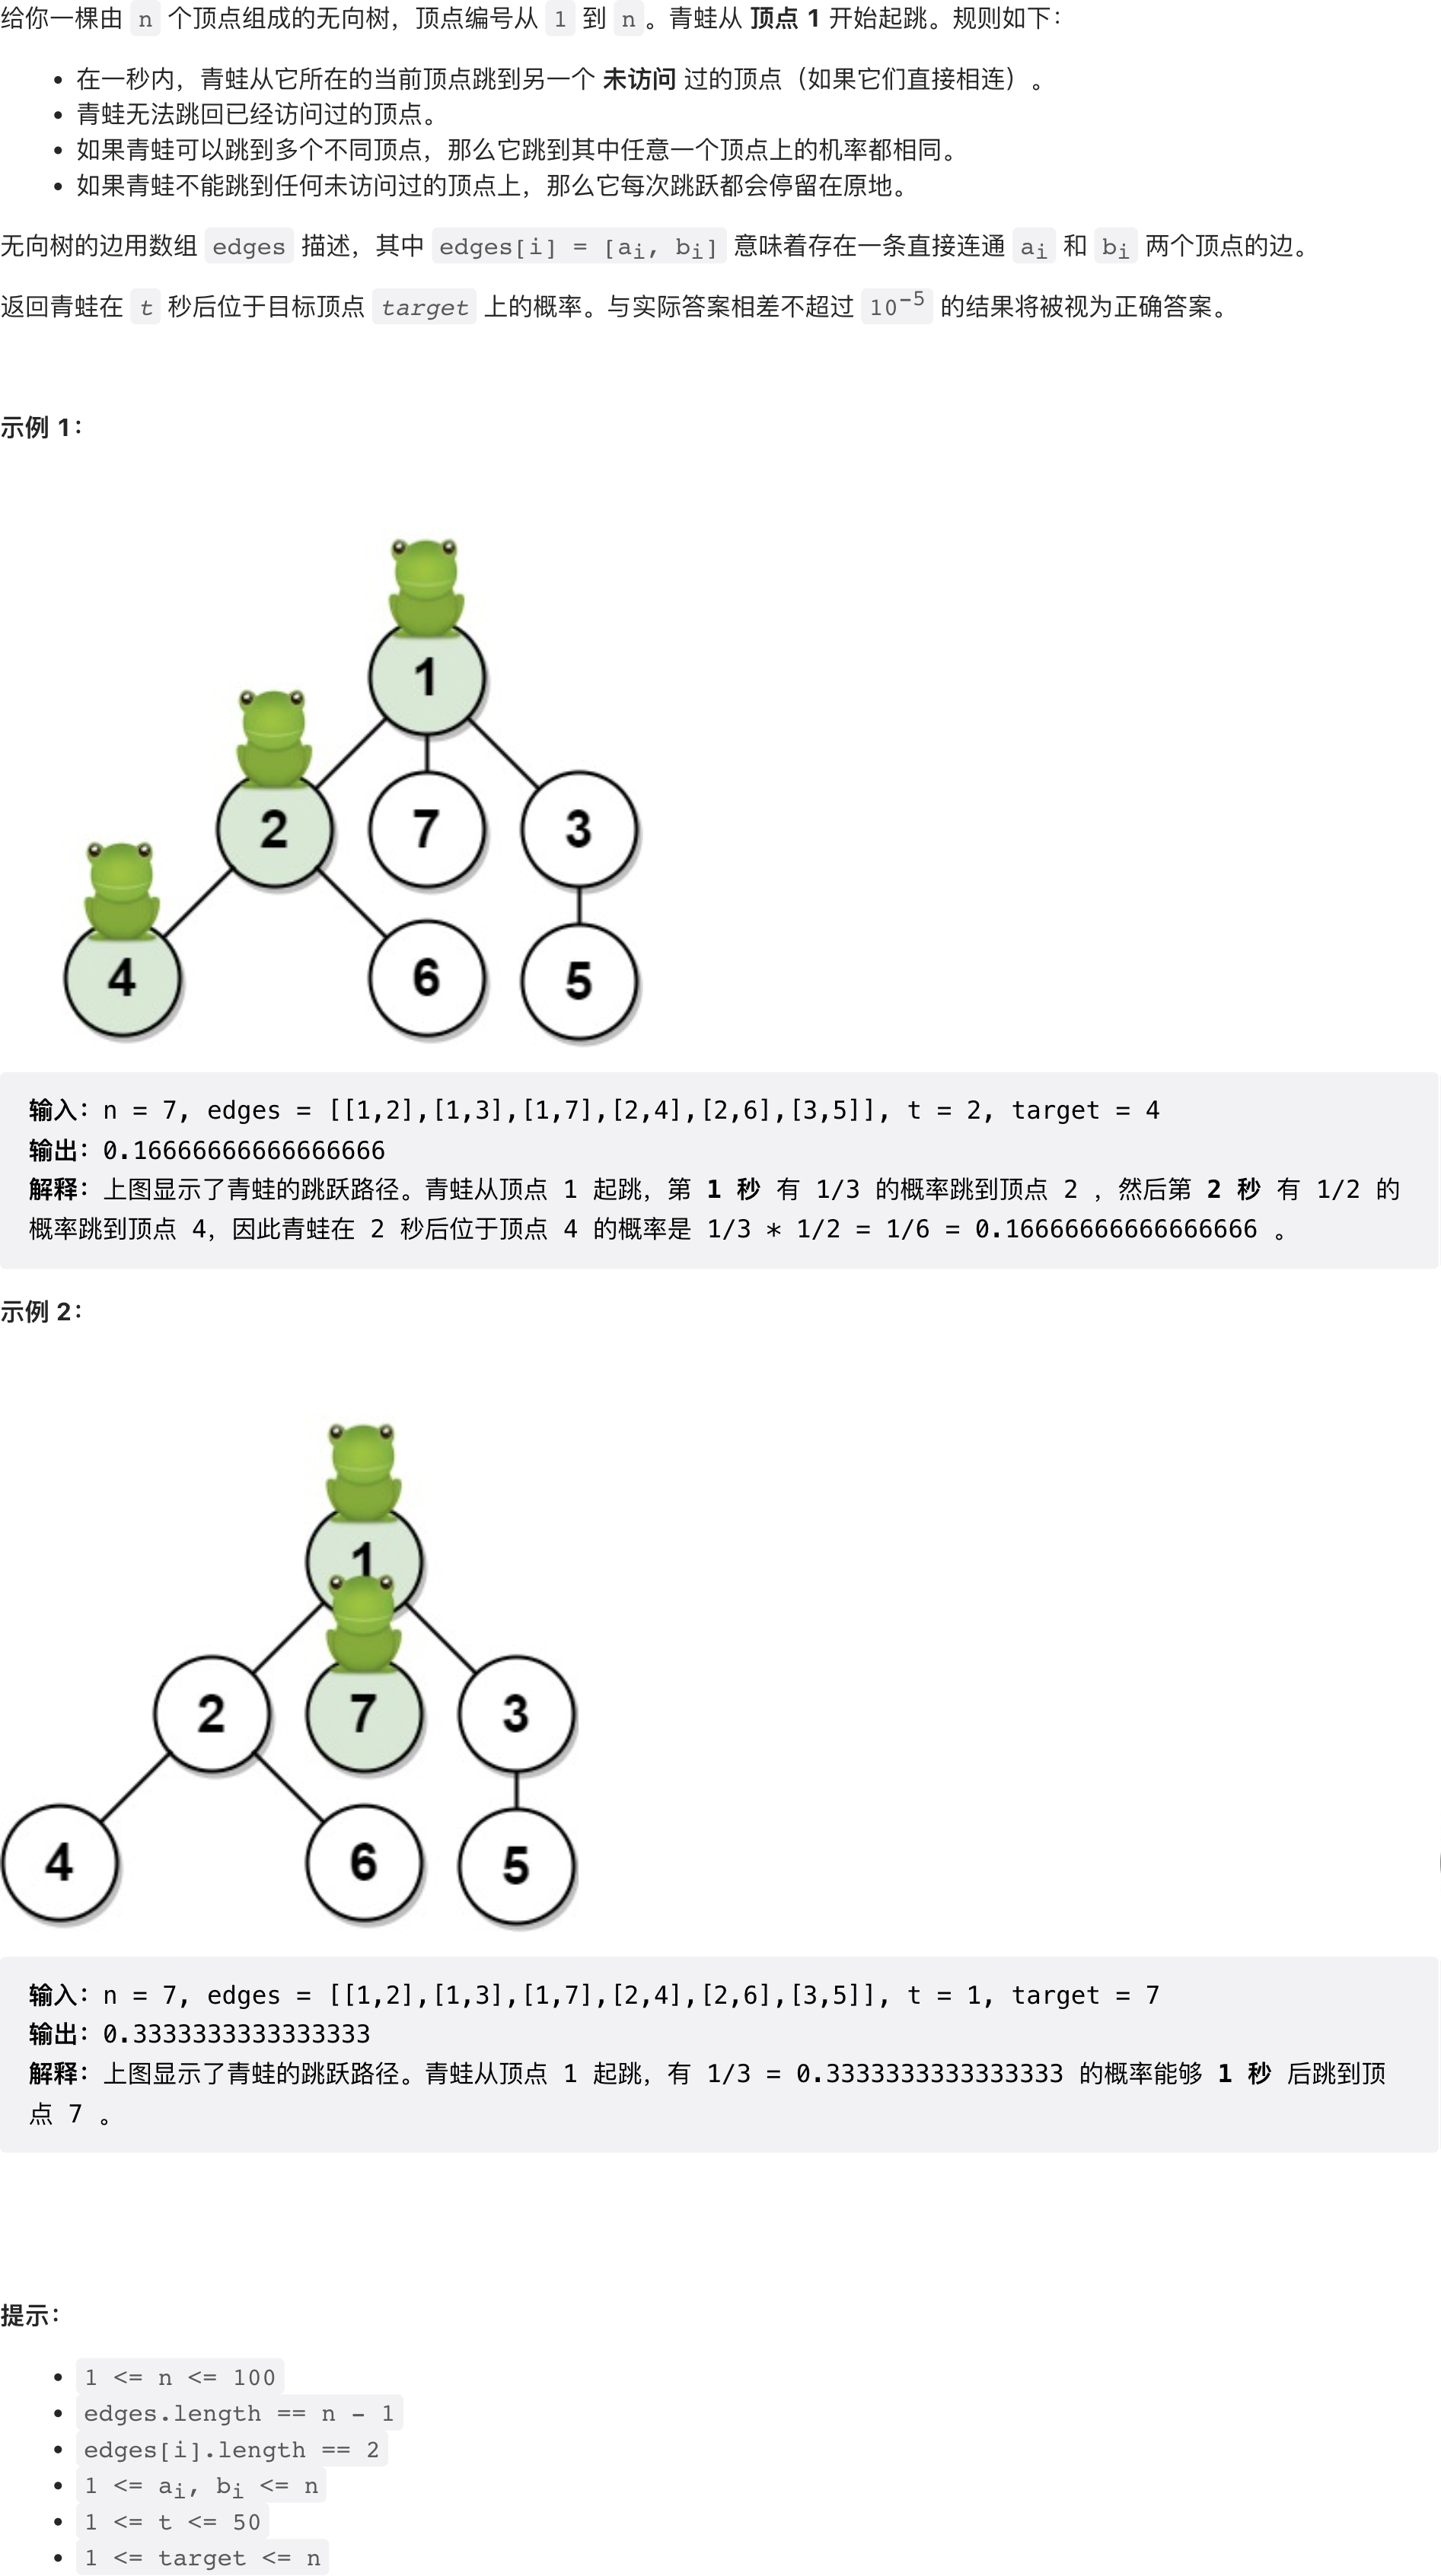 给你一棵由 n 个顶点组成的无向树，顶点编号从 1 到 n。青蛙从 顶点 1 开始起跳。规则如下：
• 在一秒内，青蛙从它所在的当前顶点跳到另一个 未访问 过的顶点（如果它们直接相连）。
• 青蛙无法跳回已经访问过的顶点。
• 如果青蛙可以跳到多个不同顶点，那么它跳到其中任意一个顶点上的机率都相同。
• 如果青蛙不能跳到任何未访问过的顶点上，那么它每次跳跃都会停留在原地。
无向树的边用数组 edges 描述，其中 edges[i] = [aᵢ, bᵢ] 意味着存在一条直接连通 aᵢ 和 bᵢ 两个顶点的边。
返回青蛙在 t 秒后位于目标顶点 target 上的概率。与实际答案相差不超过 10⁻⁵ 的结果将被视为正确答案。
示例 1：
1
2 7 3
4 6 5
输入：n = 7, edges = [[1,2],[1,3],[1,7],[2,4],[2,6],[3,5]], t = 2, target = 4
输出：0.16666666666666666
解释：上图显示了青蛙的跳跃路径。青蛙从顶点 1 起跳，第 1 秒 有 1/3 的概率跳到顶点 2 ，然后第 2 秒 有 1/2 的
概率跳到顶点 4，因此青蛙在 2 秒后位于顶点 4 的概率是 1/3 * 1/2 = 1/6 = 0.16666666666666666 。
示例 2：
1
2 7 3
4 6 5
输入：n = 7, edges = [[1,2],[1,3],[1,7],[2,4],[2,6],[3,5]], t = 1, target = 7
输出：0.3333333333333333
解释：上图显示了青蛙的跳跃路径。青蛙从顶点 1 起跳，有 1/3 = 0.3333333333333333 的概率能够 1 秒 后跳到顶
点 7 。
提示：
• 1 <= n <= 100
• edges.length == n - 1
• edges[i].length == 2
• 1 <= aᵢ, bᵢ <= n
• 1 <= t <= 50
• 1 <= target <= n